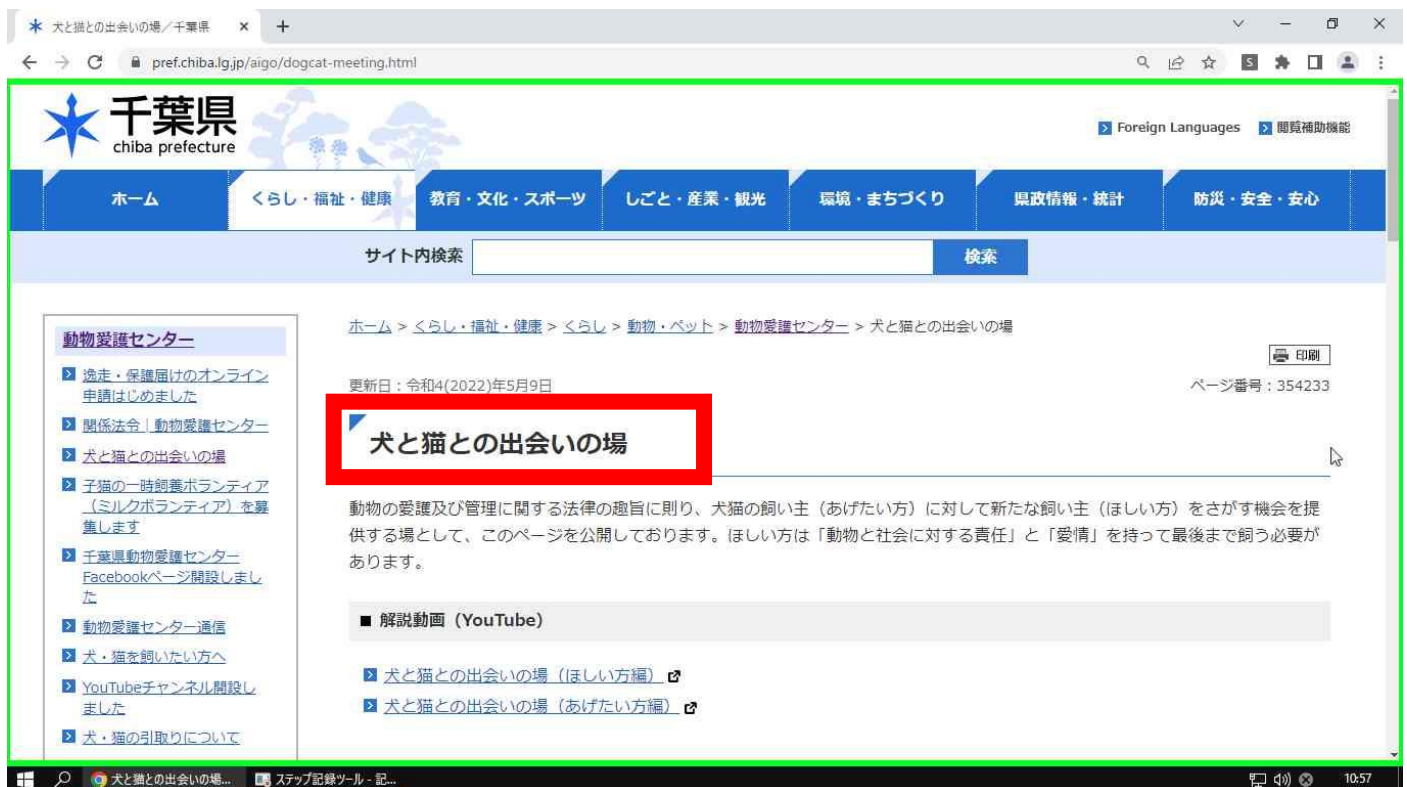 犬と猫との出会いの場／千葉県
pref.chiba.lg.jp/aigo/dogcat-meeting.html
S
千葉県
chiba prefecture
Foreign Languages 閲覧補助機能
ホーム くらし・福祉・健康 教育・文化・スポーツ しごと・産業・観光 環境・まちづくり 県政情報・統計 防災・安全・安心
サイト内検索 検索
動物愛護センター
逸走・保護届けのオンライン
申請はじめました
関係法令｜動物愛護センター
犬と猫との出会いの場
子猫の一時飼養ボランティア
（ミルクボランティア）を募
集します
千葉県動物愛護センター
Facebookページ開設しまし
た
動物愛護センター通信
犬・猫を飼いたい方へ
YouTubeチャンネル開設し
ました
犬・猫の引取りについて
ホーム > くらし・福祉・健康 > くらし > 動物・ペット > 動物愛護センター > 犬と猫との出会いの場
印刷
更新日：令和4(2022)年5月9日 ページ番号：354233
犬と猫との出会いの場
動物の愛護及び管理に関する法律の趣旨に則り、犬猫の飼い主（あげたい方）に対して新たな飼い主（ほしい方）をさがす機会を提
供する場として、このページを公開しております。ほしい方は「動物と社会に対する責任」と「愛情」を持って最後まで飼う必要が
あります。
■ 解説動画（YouTube）
犬と猫との出会いの場（ほしい方編）
犬と猫との出会いの場（あげたい方編）
犬と猫との出会いの場... ステップ記録ツール - 記... 10:57